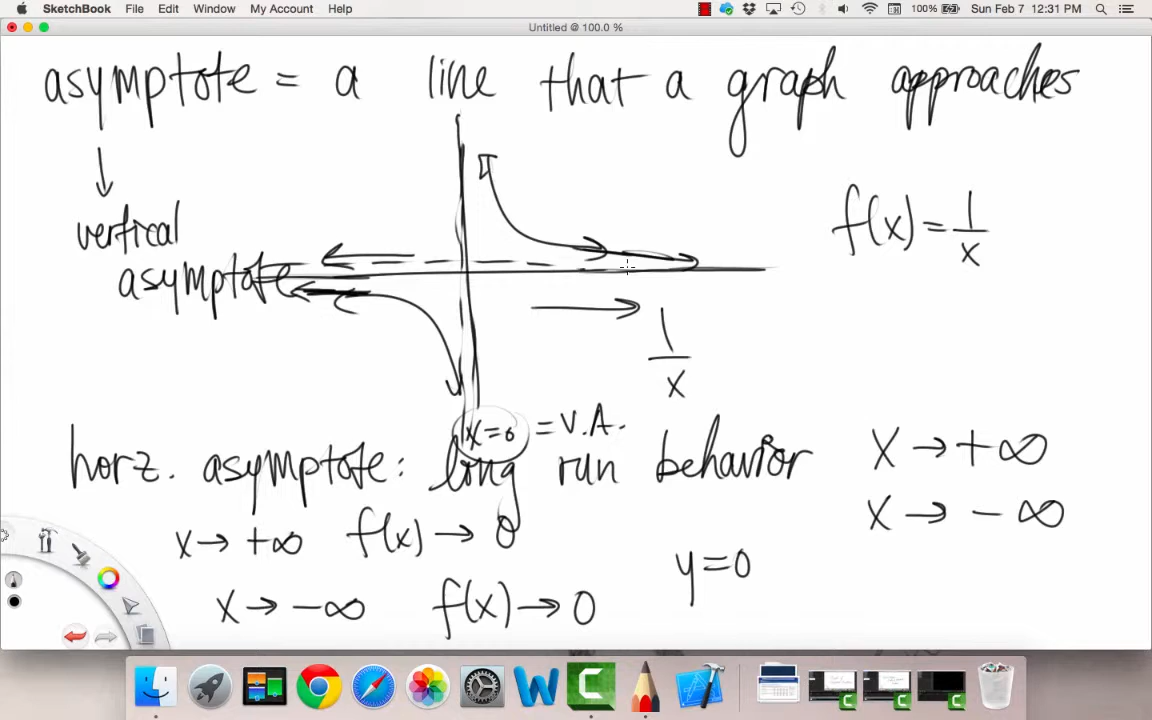 SketchBook File Edit Window My Account Help 100% Sun Feb 7 12:31 PM
Untitled @ 100.0 %
asymptote = a line that a graph approaches
vertical
asymptote
f(x) = 1/x
1/x
x=0 = V.A.
horz. asymptote: long run behavior
x → +∞
x → −∞
x → +∞ f(x) → 0
y=0
x → −∞ f(x) → 0